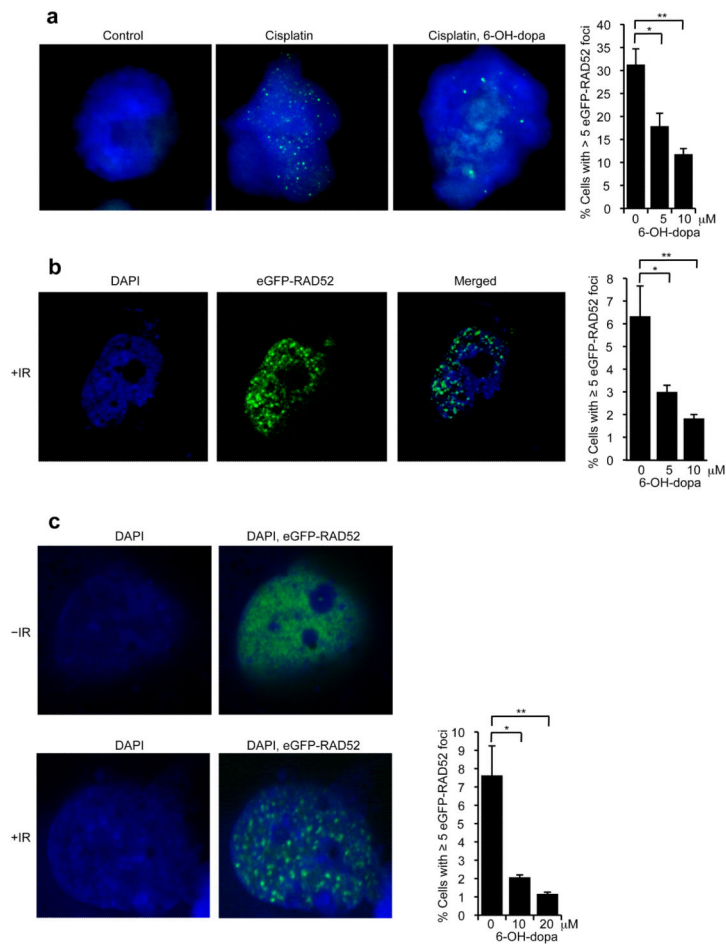 a
Control
Cisplatin
Cisplatin, 6-OH-dopa
% Cells with > 5 eGFP-RAD52 foci
40
35
30
25
20
15
10
5
0
*
**
0 5 10 μM
6-OH-dopa
b
DAPI
eGFP-RAD52
Merged
+IR
% Cells with ≥ 5 eGFP-RAD52 foci
8
7
6
5
4
3
2
1
0
*
**
0 5 10 μM
6-OH-dopa
c
DAPI
DAPI, eGFP-RAD52
−IR
DAPI
DAPI, eGFP-RAD52
+IR
% Cells with ≥ 5 eGFP-RAD52 foci
10
9
8
7
6
5
4
3
2
1
0
*
**
0 10 20 μM
6-OH-dopa